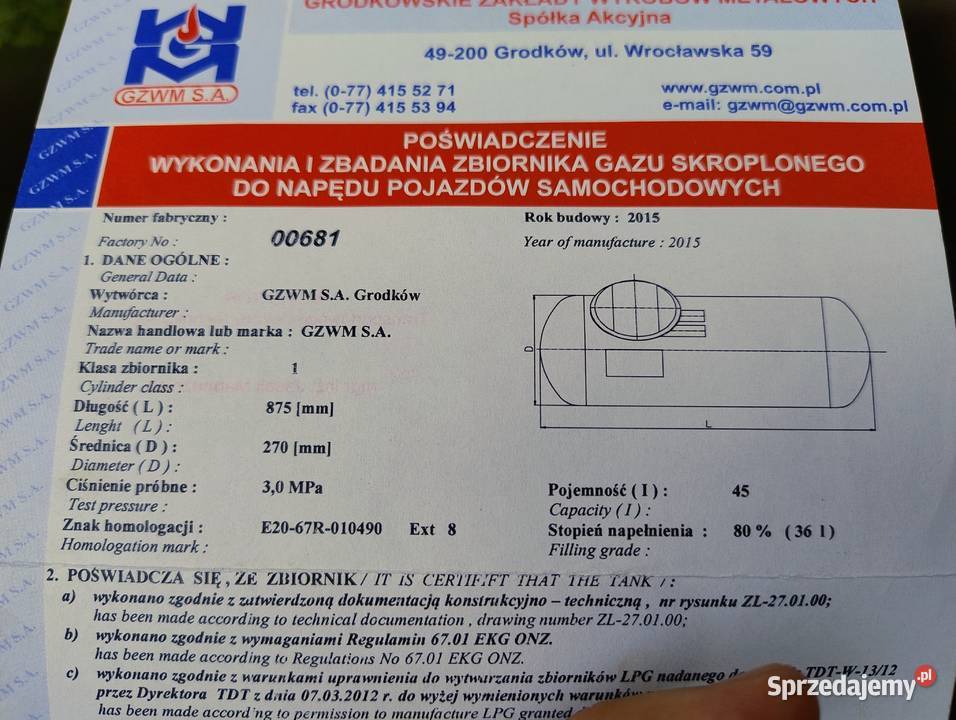 GRODKOWSKIE ZAKŁADY WYROBÓW METALOWYCH
Spółka Akcyjna
GZWM S.A.
49-200 Grodków, ul. Wrocławska 59
tel. (0-77) 415 52 71
fax (0-77) 415 53 94
www.gzwm.com.pl
e-mail: gzwm@gzwm.com.pl
POŚWIADCZENIE
WYKONANIA I ZBADANIA ZBIORNIKA GAZU SKROPLONEGO
DO NAPĘDU POJAZDÓW SAMOCHODOWYCH
Numer fabryczny :
Factory No :
00681
Rok budowy : 2015
Year of manufacture : 2015
1. DANE OGÓLNE :
General Data :
Wytwórca : GZWM S.A. Grodków
Manufacturer :
Nazwa handlowa lub marka : GZWM S.A.
Trade name or mark :
Klasa zbiornika : 1
Cylinder class :
Długość ( L ) : 875 [mm]
Lenght ( L ) :
Średnica ( D ) : 270 [mm]
Diameter ( D ) :
D
L
Ciśnienie próbne : 3,0 MPa
Test pressure :
Pojemność ( I ) : 45
Capacity ( I ) :
Znak homologacji : E20-67R-010490 Ext 8
Homologation mark :
Stopień napełnienia : 80 % ( 36 l )
Filling grade :
2. POŚWIADCZA SIĘ, ŻE ZBIORNIK / IT IS CERTIFIFT THAT THE TANK / :
a) wykonano zgodnie z zatwierdzoną dokumentacją konstrukcyjno – techniczną , nr rysunku ZL-27.01.00;
has been made according to technical documentation , drawing number ZL-27.01.00;
b) wykonano zgodnie z wymaganiami Regulamin 67.01 EKG ONZ.
has been made according to Regulations No 67.01 EKG ONZ.
c) wykonano zgodnie z warunkami uprawnienia do wytwarzania zbiorników LPG nadanego TDT-W-13/12
przez Dyrektora TDT z dnia 07.03.2012 r. do wyżej wymienionych warunków
has been made according to permission to manufacture LPG granted
Sprzedajemy.pl